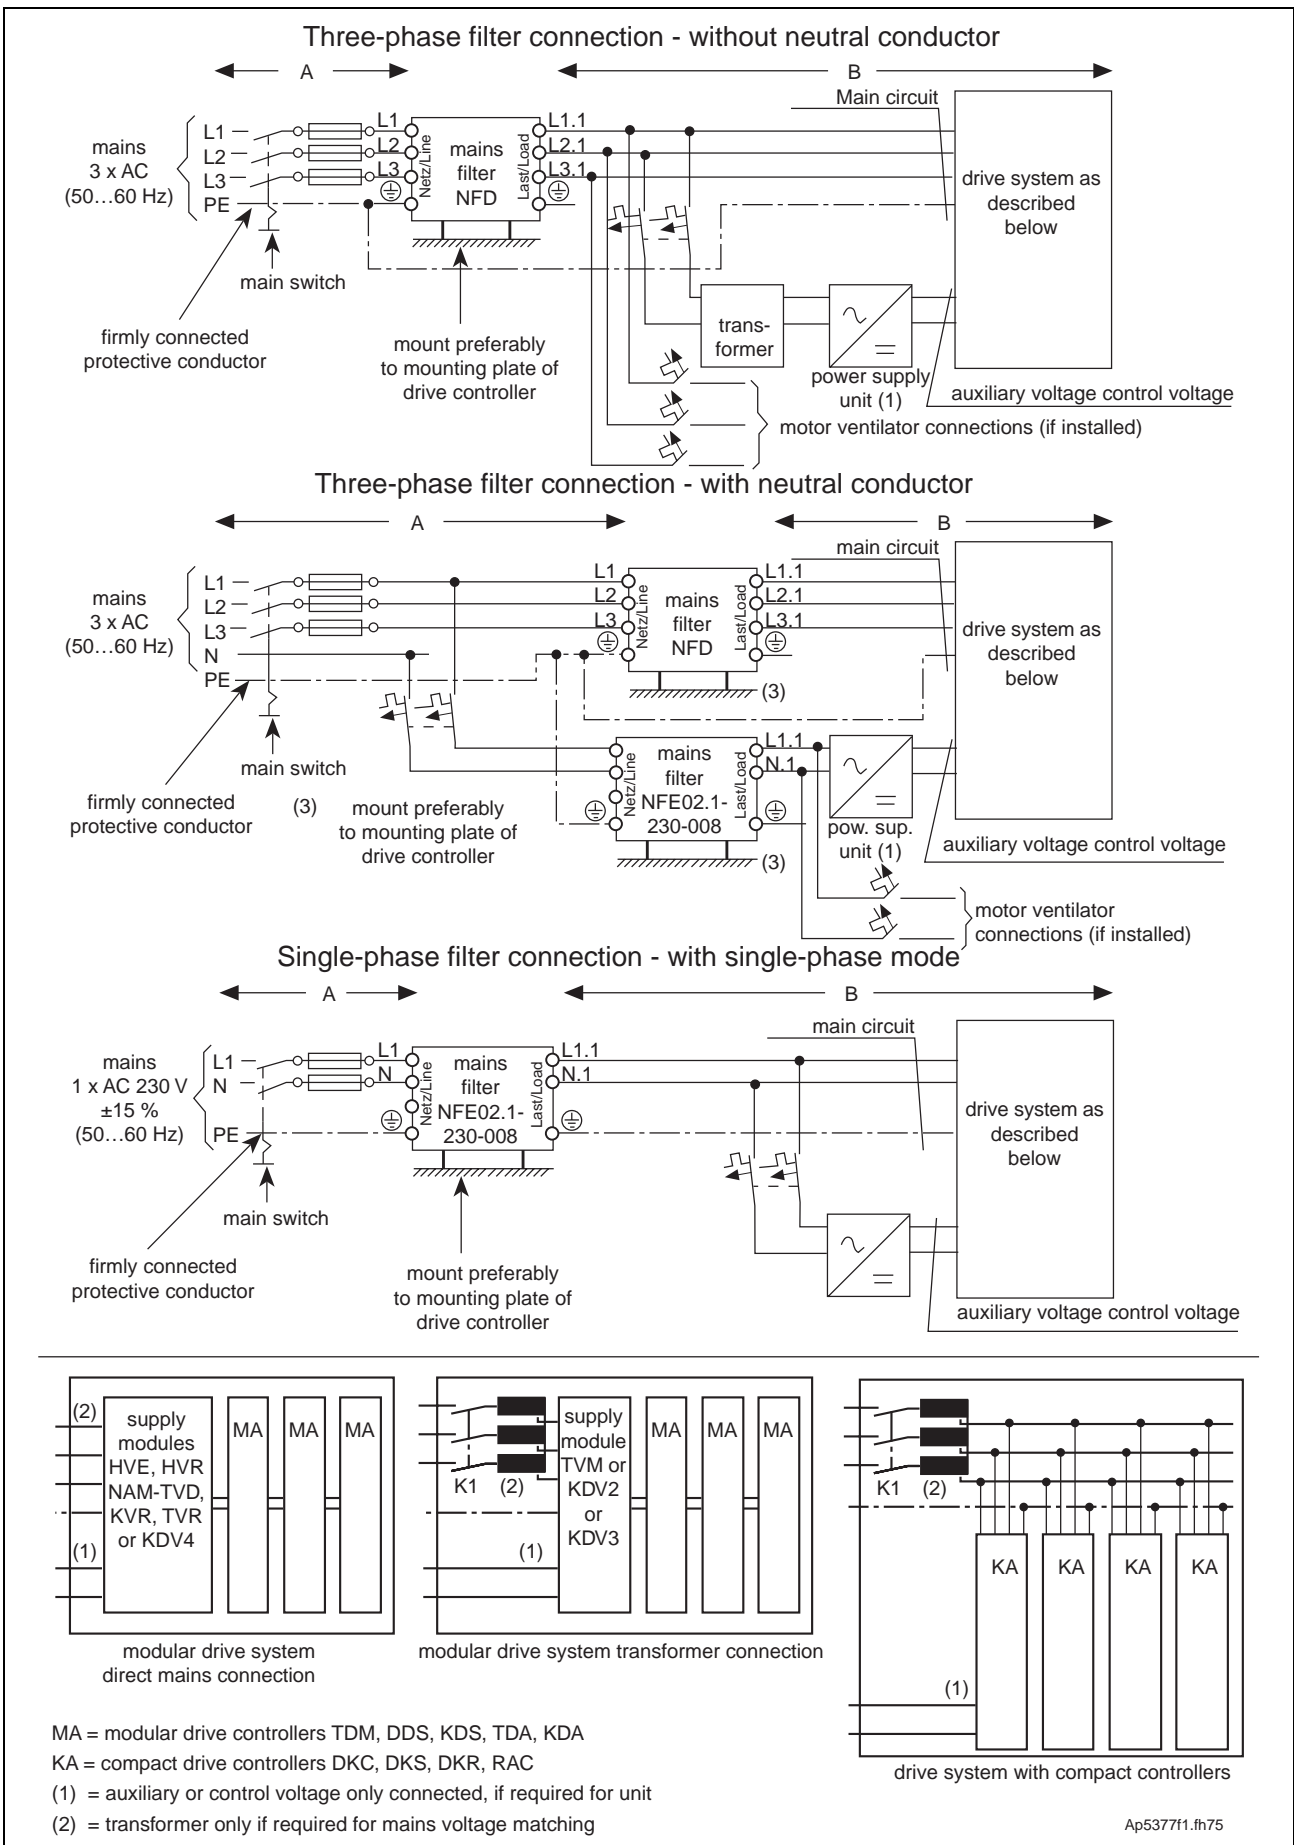 Three-phase filter connection - without neutral conductor
A
B
Main circuit
mains
3 x AC
(50…60 Hz)
L1
L2
L3
PE
L1
L2
L3
Netz/Line
mains
filter
NFD
Last/Load
L1.1
L2.1
L3.1
drive system as
described
below
main switch
firmly connected
protective conductor
mount preferably
to mounting plate of
drive controller
trans-
former
power supply
unit (1)
auxiliary voltage control voltage
motor ventilator connections (if installed)
Three-phase filter connection - with neutral conductor
A
B
main circuit
mains
3 x AC
(50…60 Hz)
L1
L2
L3
N
PE
L1
L2
L3
Netz/Line
mains
filter
NFD
Last/Load
L1.1
L2.1
L3.1
(3)
drive system as
described
below
main switch
(3)
firmly connected
protective conductor
mount preferably
to mounting plate of
drive controller
Netz/Line
mains
filter
NFE02.1-
230-008
Last/Load
L1.1
N.1
(3)
pow. sup.
unit (1)
auxiliary voltage control voltage
motor ventilator
connections (if installed)
Single-phase filter connection - with single-phase mode
A
B
main circuit
mains
1 x AC 230 V
±15 %
(50…60 Hz)
L1
N
PE
L1
N
Netz/Line
mains
filter
NFE02.1-
230-008
Last/Load
L1.1
N.1
drive system as
described
below
main switch
firmly connected
protective conductor
mount preferably
to mounting plate of
drive controller
auxiliary voltage control voltage
(2)
(1)
supply
modules
HVE, HVR
NAM-TVD,
KVR, TVR
or KDV4
MA
MA
MA
modular drive system
direct mains connection
K1
(2)
(1)
supply
module
TVM or
KDV2
or
KDV3
MA
MA
MA
modular drive system transformer connection
K1
(2)
KA
KA
KA
KA
(1)
drive system with compact controllers
MA = modular drive controllers TDM, DDS, KDS, TDA, KDA
KA = compact drive controllers DKC, DKS, DKR, RAC
(1) = auxiliary or control voltage only connected, if required for unit
(2) = transformer only if required for mains voltage matching
Ap5377f1.fh75